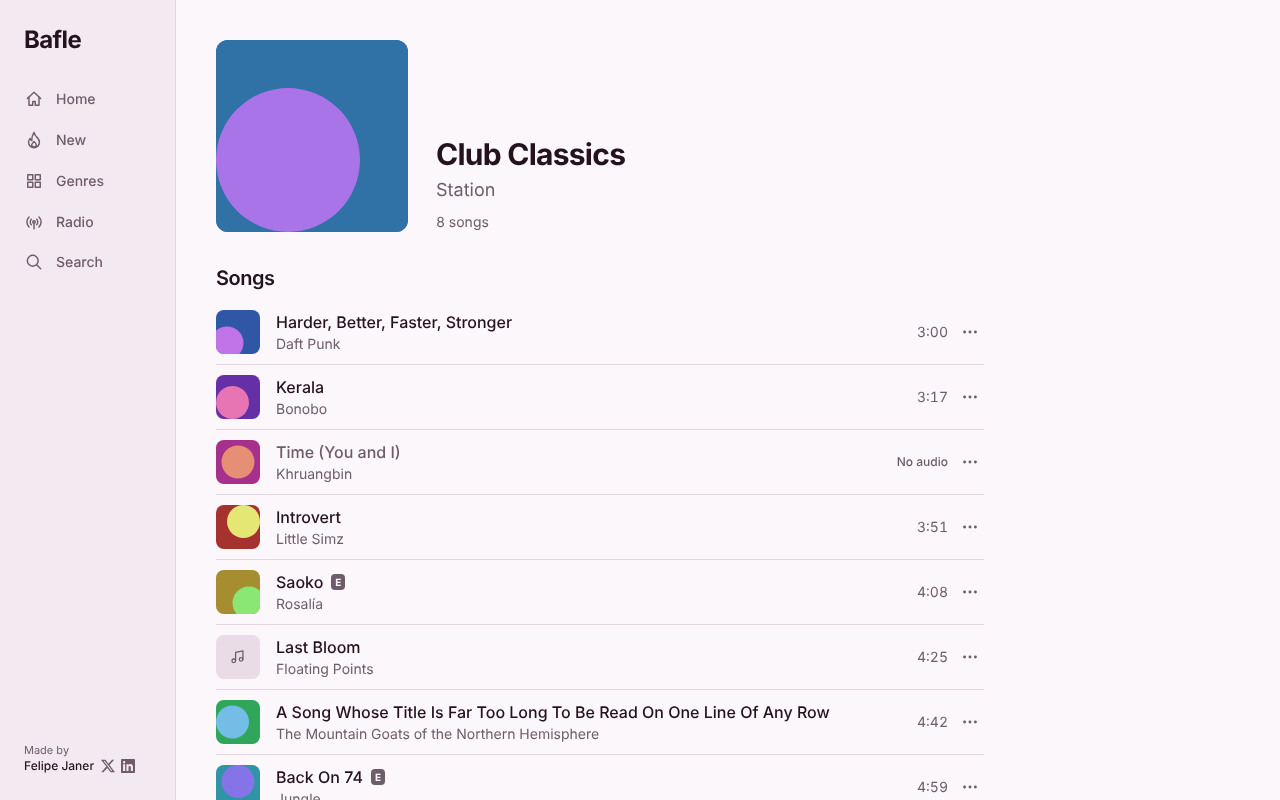 Bafle
Home
New
Genres
Radio
Search
Made by
Felipe Janer
Club Classics
Station
8 songs
Songs
Harder, Better, Faster, Stronger
Daft Punk
3:00
Kerala
Bonobo
3:17
Time (You and I)
Khruangbin
No audio
Introvert
Little Simz
3:51
Saoko E
Rosalía
4:08
Last Bloom
Floating Points
4:25
A Song Whose Title Is Far Too Long To Be Read On One Line Of Any Row
The Mountain Goats of the Northern Hemisphere
4:42
Back On 74 E
Jungle
4:59